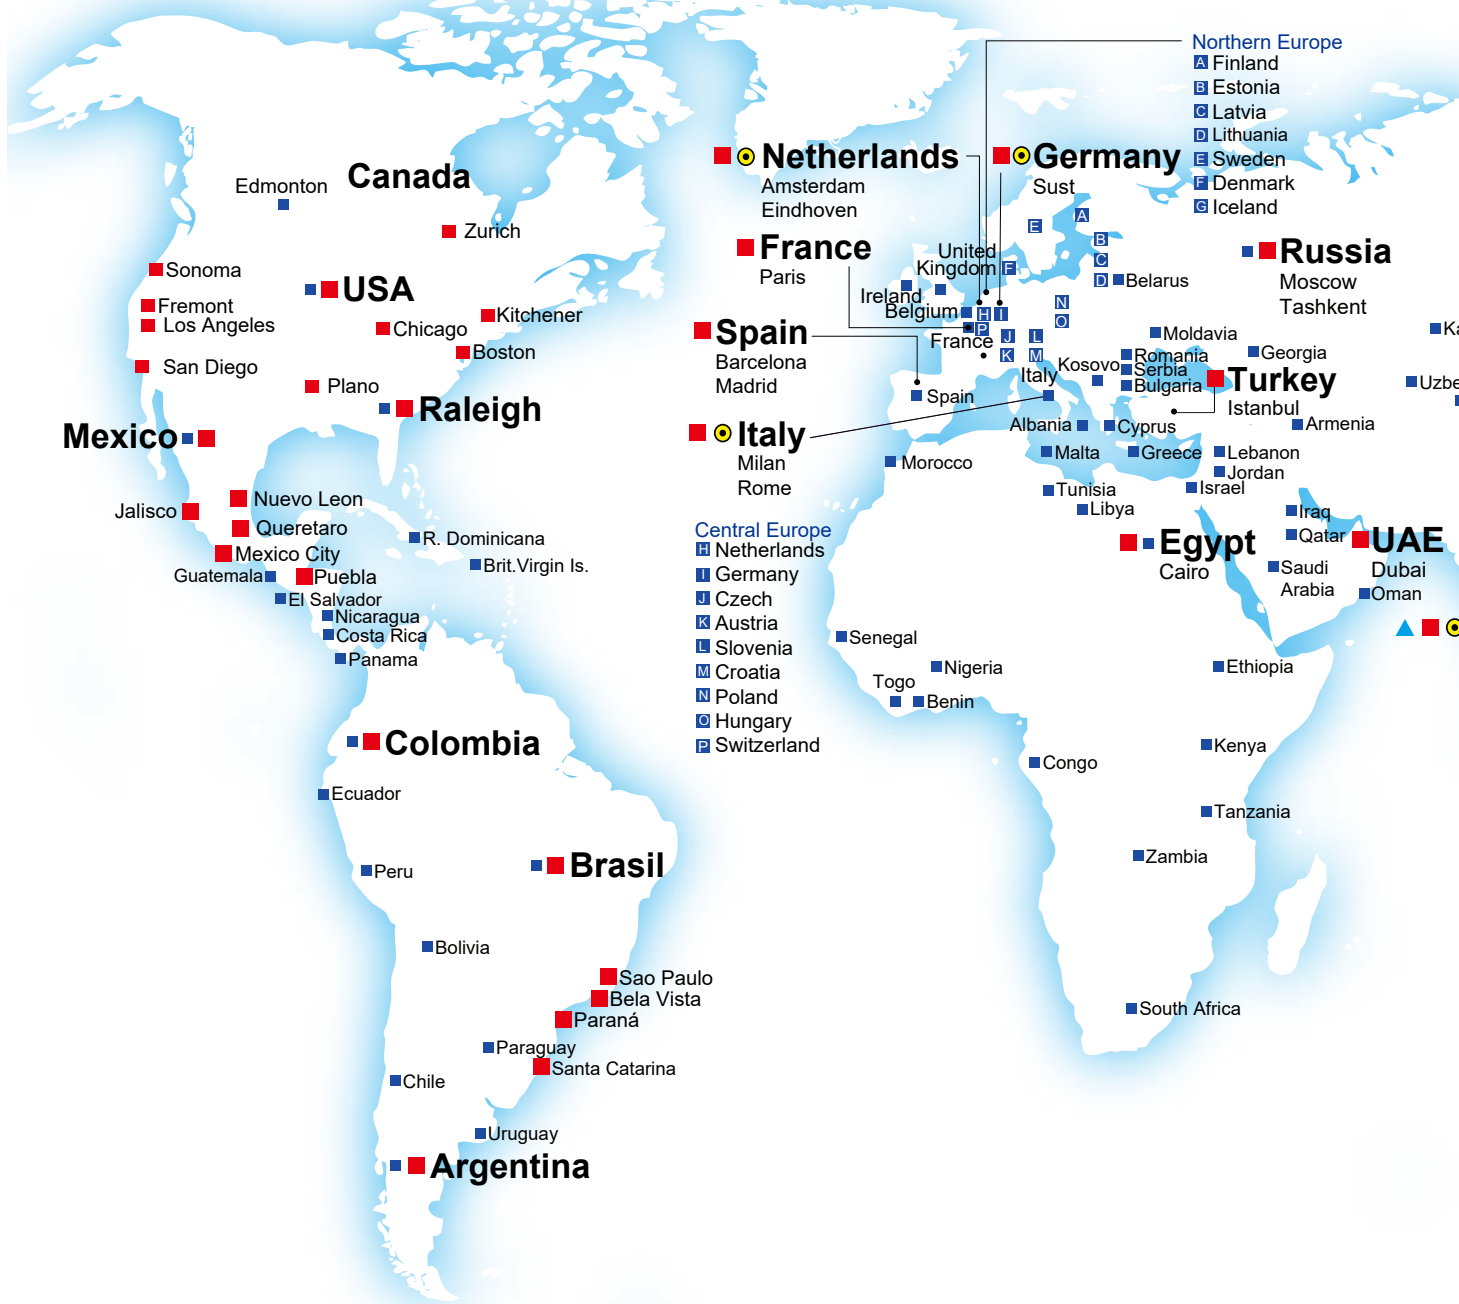 Canada
Edmonton
Zurich
Sonoma
USA
Fremont
Los Angeles
Kitchener
Chicago
Boston
San Diego
Plano
Raleigh
Mexico
Nuevo Leon
Jalisco
Queretaro
Mexico City
Guatemala
Puebla
El Salvador
Nicaragua
Costa Rica
Panama
R. Dominicana
Brit.Virgin Is.
Colombia
Ecuador
Peru
Brasil
Bolivia
Sao Paulo
Bela Vista
Paraná
Paraguay
Santa Catarina
Chile
Uruguay
Argentina
Northern Europe
A Finland
B Estonia
C Latvia
D Lithuania
E Sweden
F Denmark
G Iceland
Netherlands
Amsterdam
Eindhoven
Germany
Sust
France
Paris
Spain
Barcelona
Madrid
Italy
Milan
Rome
Central Europe
H Netherlands
I Germany
J Czech
K Austria
L Slovenia
M Croatia
N Poland
O Hungary
P Switzerland
E
A
B
C
D
F
United
Kingdom
Ireland
Belgium
France
H
I
P
J
K
L
M
N
O
Belarus
Russia
Moscow
Tashkent
Moldavia
Romania
Serbia
Bulgaria
Kosovo
Italy
Spain
Georgia
Turkey
Istanbul
Armenia
Albania
Cyprus
Malta
Greece
Lebanon
Jordan
Israel
Morocco
Tunisia
Libya
Iraq
Qatar
Egypt
Cairo
UAE
Dubai
Saudi
Arabia
Oman
Ka
Uzbe
Senegal
Nigeria
Togo
Benin
Ethiopia
Kenya
Congo
Tanzania
Zambia
South Africa